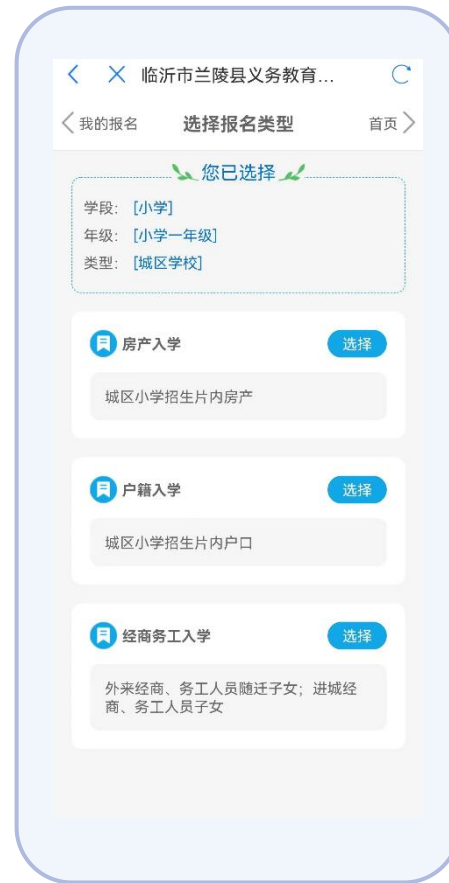 临沂市兰陵县义务教育...
我的报名 选择报名类型 首页
您已选择
学段： [小学]
年级： [小学一年级]
类型： [城区学校]
房产入学 选择
城区小学招生片内房产
户籍入学 选择
城区小学招生片内户口
经商务工入学 选择
外来经商、务工人员随迁子女；进城经
商、务工人员子女